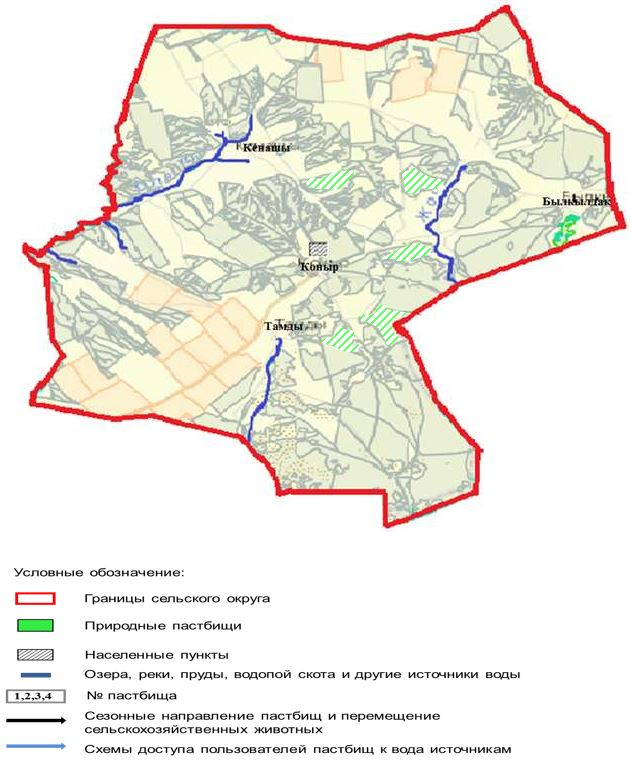 Кенашы
Былкылдак
Жа
Коныр
Тамды
Условные обозначение:
Границы сельского округа
Природные пастбищи
Населенные пункты
Озера, реки, пруды, водопой скота и другие источники воды
1,2,3,4 № пастбища
Сезонные направление пастбищ и перемещение
сельскохозяйственных животных
Схемы доступа пользователей пастбищ к вода источникам